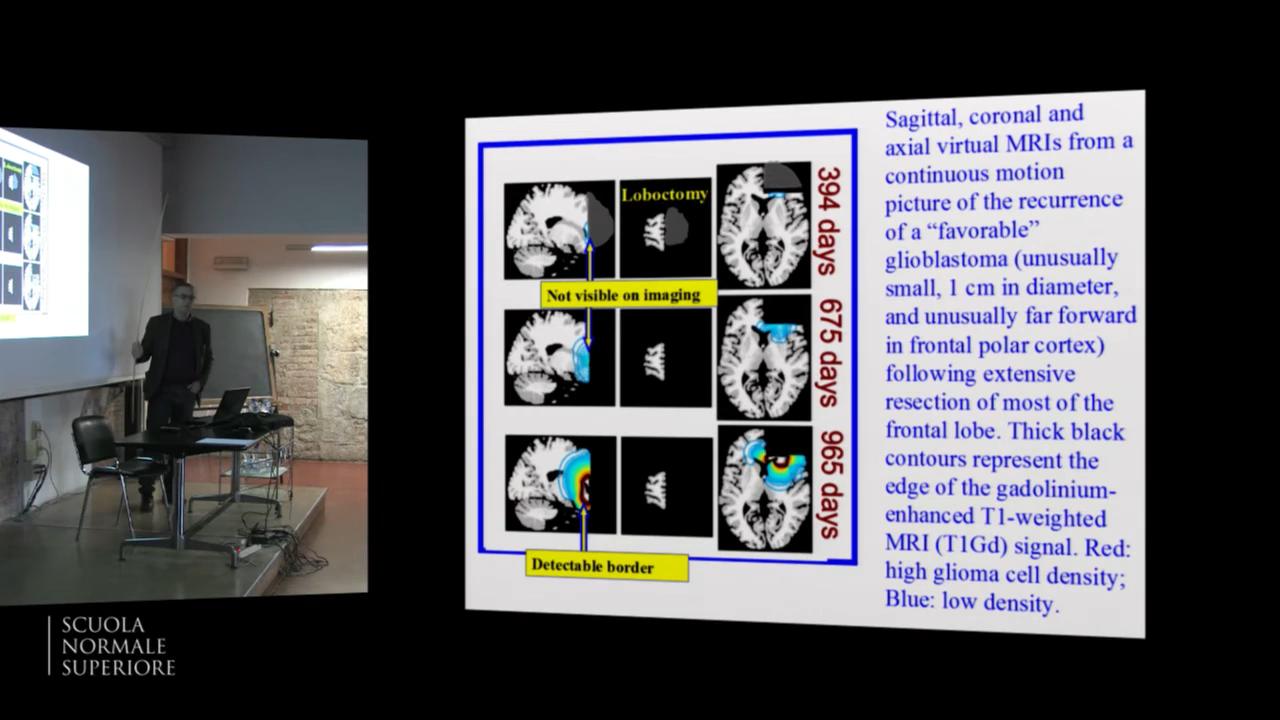 Loboctomy
394 days
Not visible on imaging
675 days
965 days
Detectable border
Sagittal, coronal and
axial virtual MRIs from a
continuous motion
picture of the recurrence
of a “favorable”
glioblastoma (unusually
small, 1 cm in diameter,
and unusually far forward
in frontal polar cortex)
following extensive
resection of most of the
frontal lobe. Thick black
contours represent the
edge of the gadolinium-
enhanced T1-weighted
MRI (T1Gd) signal. Red:
high glioma cell density;
Blue: low density.
SCUOLA
NORMALE
SUPERIORE